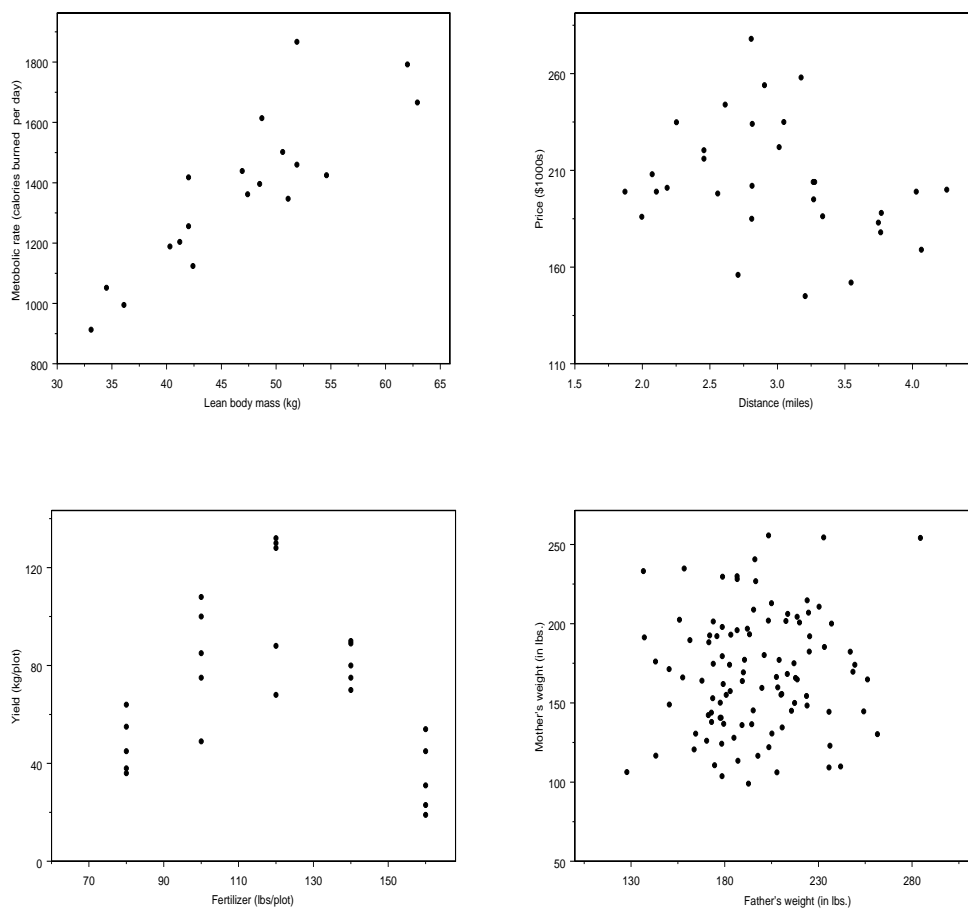 Metobolic rate (calories burned per day)
1800
1600
1400
1200
1000
800
30 35 40 45 50 55 60 65
Lean body mass (kg)
Price ($1000s)
260
210
160
110
1.5 2.0 2.5 3.0 3.5 4.0
Distance (miles)
Yield (kg/plot)
120
80
40
0
70 90 110 130 150
Fertilizer (lbs/plot)
Mother's weight (in lbs.)
250
200
150
100
50
130 180 230 280
Father's weight (in lbs.)